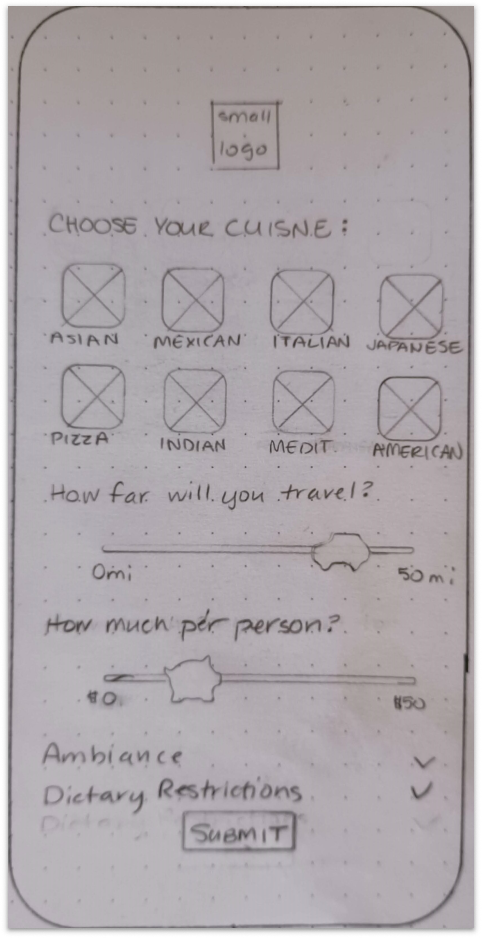 small
logo
CHOOSE YOUR CUISNE:
ASIAN MEXICAN ITALIAN JAPANESE
PIZZA INDIAN MEDIT. AMERICAN
How far will you travel?
0mi 50mi
How much per person?
$0. $50
Ambiance
Dietary Restrictions
SUBMIT